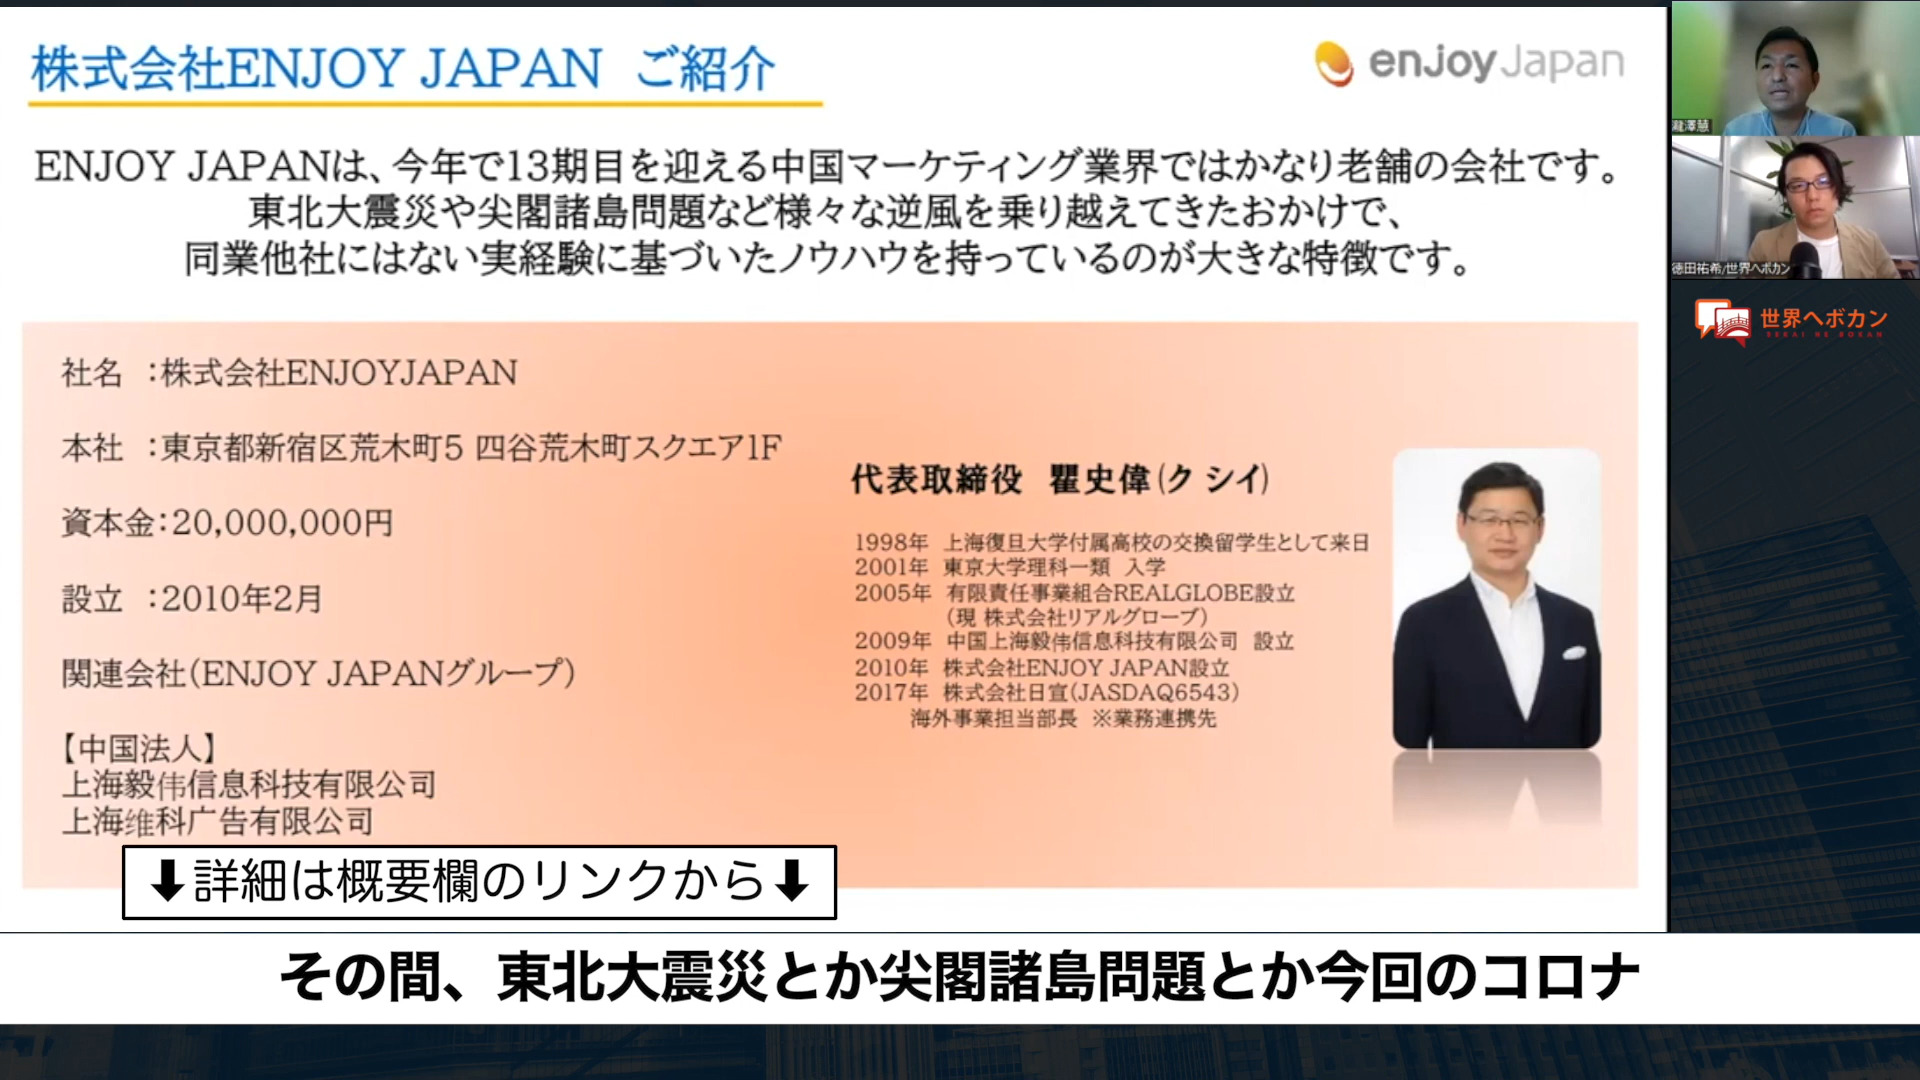 株式会社ENJOY JAPAN ご紹介
enjoyJapan
ENJOY JAPANは、今年で13期目を迎える中国マーケティング業界ではかなり老舗の会社です。
東北大震災や尖閣諸島問題など様々な逆風を乗り越えてきたおかけで、
同業他社にはない実経験に基づいたノウハウを持っているのが大きな特徴です。
社名 :株式会社ENJOYJAPAN
本社 :東京都新宿区荒木町5 四谷荒木町スクエア1F
資本金:20,000,000円
設立 :2010年2月
関連会社(ENJOY JAPANグループ)
【中国法人】
上海毅伟信息科技有限公司
上海维科广告有限公司
代表取締役 瞿史偉(ク シイ)
1998年 上海復旦大学付属高校の交換留学生として来日
2001年 東京大学理科一類 入学
2005年 有限責任事業組合REALGLOBE設立
(現 株式会社リアルグローブ)
2009年 中国上海毅伟信息科技有限公司 設立
2010年 株式会社ENJOY JAPAN設立
2017年 株式会社日宣(JASDAQ6543)
海外事業担当部長 ※業務連携先
瀧澤慧
徳田祐希/世界へボカン
世界へボカン
SEKAI HE BOKAN
⬇詳細は概要欄のリンクから⬇
その間、東北大震災とか尖閣諸島問題とか今回のコロナ